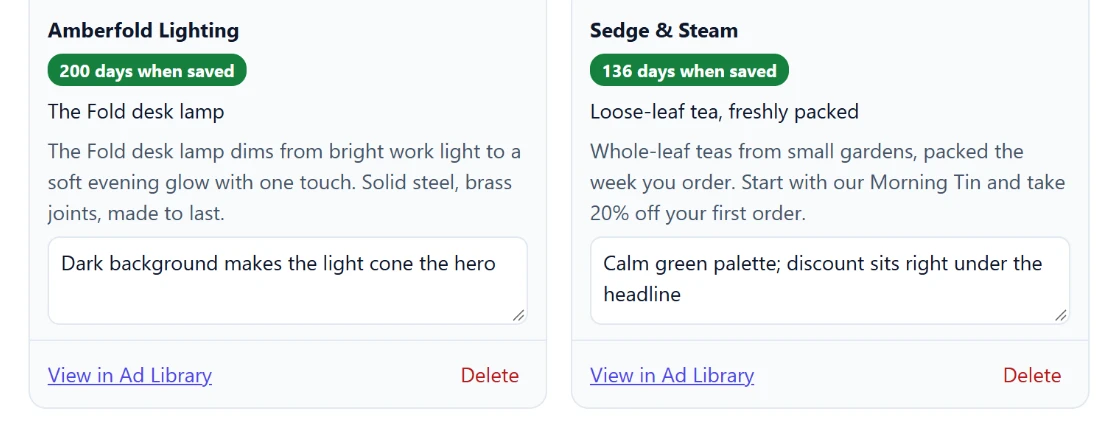 Amberfold Lighting
200 days when saved
The Fold desk lamp
The Fold desk lamp dims from bright work light to a
soft evening glow with one touch. Solid steel, brass
joints, made to last.
Dark background makes the light cone the hero
View in Ad Library
Delete
Sedge & Steam
136 days when saved
Loose-leaf tea, freshly packed
Whole-leaf teas from small gardens, packed the
week you order. Start with our Morning Tin and take
20% off your first order.
Calm green palette; discount sits right under the
headline
View in Ad Library
Delete